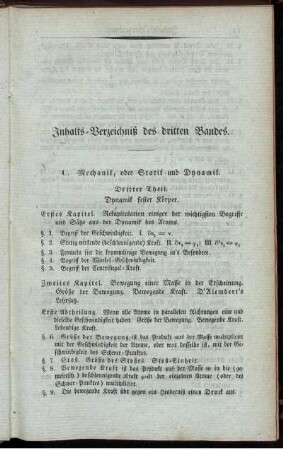 Inhalts-Verzeichniß des dritten Bandes.
C. Mechanik, oder Statik und Dynamik.
Dritter Theil.
Dynamik fester Körper.
Erstes Kapitel. Rekapitulation einiger der wichtigsten Begriffe
und Sätze aus der Dynamik des Atoms.
§. 1. Begriff der Geschwindigkeit. I.
§. 2. Stetig wirkende (beschleunigende) Kraft. II.
§. 3. Formeln für die krummlinige Bewegung in's Besondere.
§. 4. Begriff der Winkel-Geschwindigkeit.
§. 5. Begriff der Centrifugal-Kraft.
Zweites Kapitel. Bewegung einer Masse in der Erscheinung.
Größe der Bewegung. Bewegende Kraft. D'Alembert's
Lehrsatz.
Erste Abtheilung. Wenn alle Atome in parallelen Richtungen eine und
dieselbe Geschwindigkeit haben. Größe der Bewegung. Bewegende Kraft.
Lebendige Kraft.
§. 6. Größe der Bewegung ist das Produkt aus der Masse multiplicirt
mit der Geschwindigkeit der Atome, oder was dasselbe ist, mit der Ge-
schwindigkeit des Schwer-Punktes.
§. 7. Stoß. Größe des Stoßes. Stoß-Einheit.
§. 8. Bewegende Kraft ist das Produkt aus der Masse m in die (zu
beschleunigende Kraft der einzelnen Atome (oder des
Schwer-Punktes) multiplicirt.
§. 9. Die bewegende Kraft übt gegen ein Hinderniß einen Druck aus